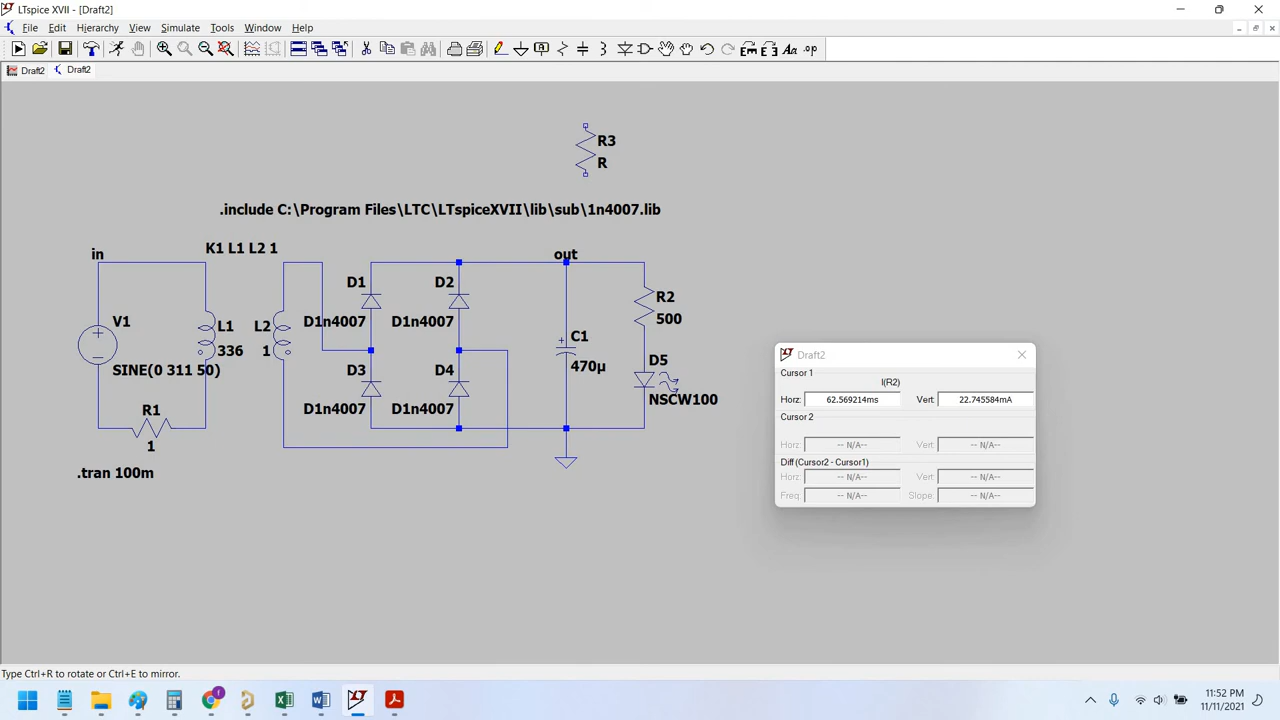 LTspice XVII - [Draft2]
File Edit Hierarchy View Simulate Tools Window Help
Draft2 Draft2
R3
R
.include C:\Program Files\LTC\LTspiceXVII\lib\sub\1n4007.lib
in
K1 L1 L2 1
out
D1
D2
R2
V1
L1
L2
D1n4007
D1n4007
500
C1
336
1
SINE(0 311 50)
D3
D4
470µ
D5
NSCW100
R1
D1n4007
D1n4007
1
.tran 100m
Draft2
Cursor 1
I(R2)
Horz: 62.569214ms Vert: 22.745584mA
Cursor 2
Horz: -- N/A-- Vert: -- N/A--
Diff (Cursor2 - Cursor1)
Horz: -- N/A-- Vert: -- N/A--
Freq: -- N/A-- Slope: -- N/A--
Type Ctrl+R to rotate or Ctrl+E to mirror.
11:52 PM
11/11/2021